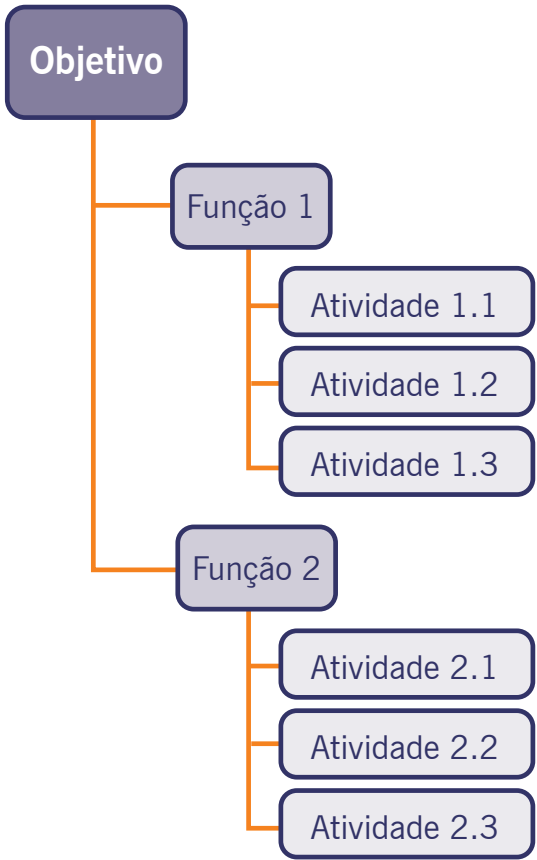 Objetivo
Função 1
Atividade 1.1
Atividade 1.2
Atividade 1.3
Função 2
Atividade 2.1
Atividade 2.2
Atividade 2.3